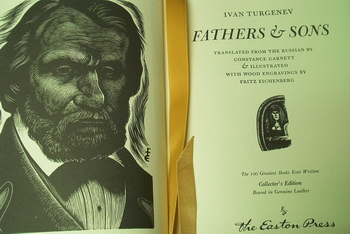 IVAN TURGENEV
FATHERS & SONS
TRANSLATED FROM THE RUSSIAN BY
CONSTANCE GARNETT
& ILLUSTRATED
WITH WOOD ENGRAVINGS BY
FRITZ EICHENBERG
The 100 Greatest Books Ever Written
Collector's Edition
Bound in Genuine Leather
The Easton Press